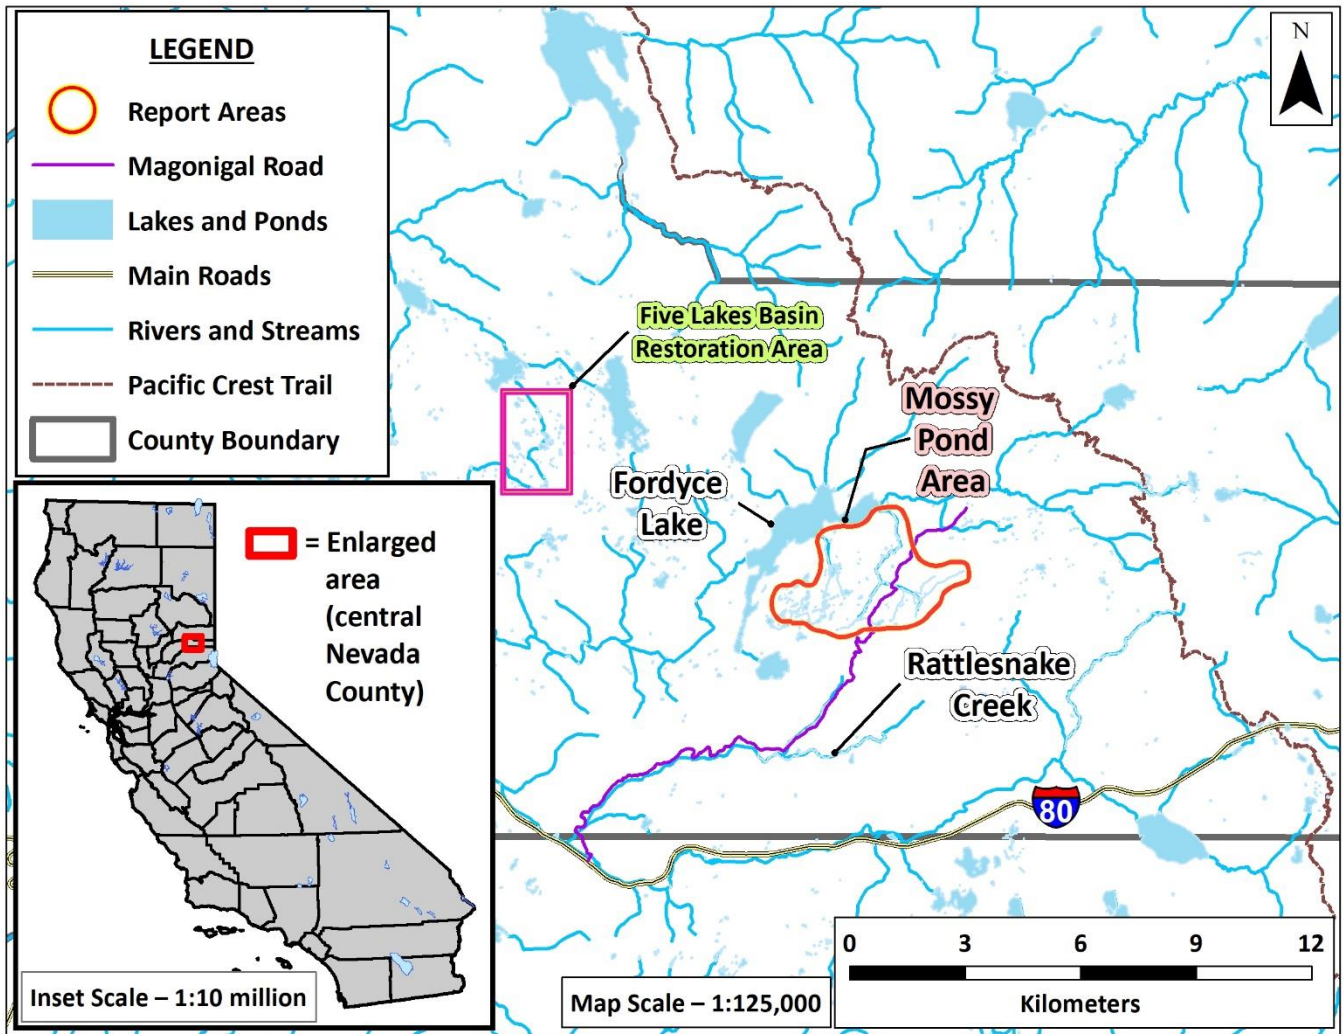 LEGEND
Report Areas
Magonigal Road
Lakes and Ponds
Main Roads
Rivers and Streams
Pacific Crest Trail
County Boundary
N
Five Lakes Basin
Restoration Area
Mossy
Pond
Area
Fordyce
Lake
Rattlesnake
Creek
80
= Enlarged
area
(central
Nevada
County)
Inset Scale – 1:10 million
Map Scale – 1:125,000
0 3 6 9 12
Kilometers